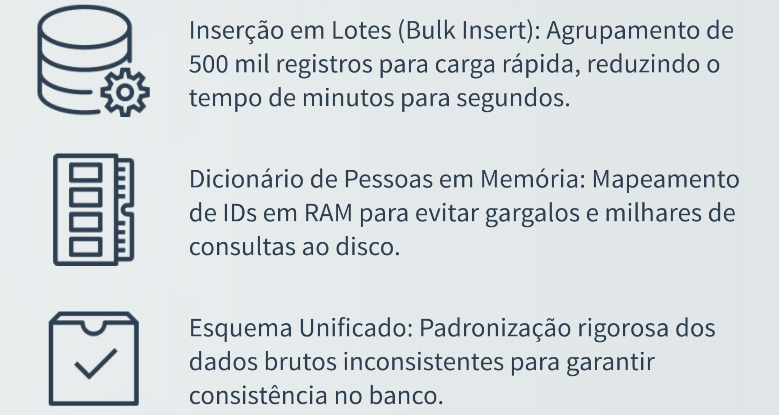 Inserção em Lotes (Bulk Insert): Agrupamento de
500 mil registros para carga rápida, reduzindo o
tempo de minutos para segundos.
Dicionário de Pessoas em Memória: Mapeamento
de IDs em RAM para evitar gargalos e milhares de
consultas ao disco.
Esquema Unificado: Padronização rigorosa dos
dados brutos inconsistentes para garantir
consistência no banco.